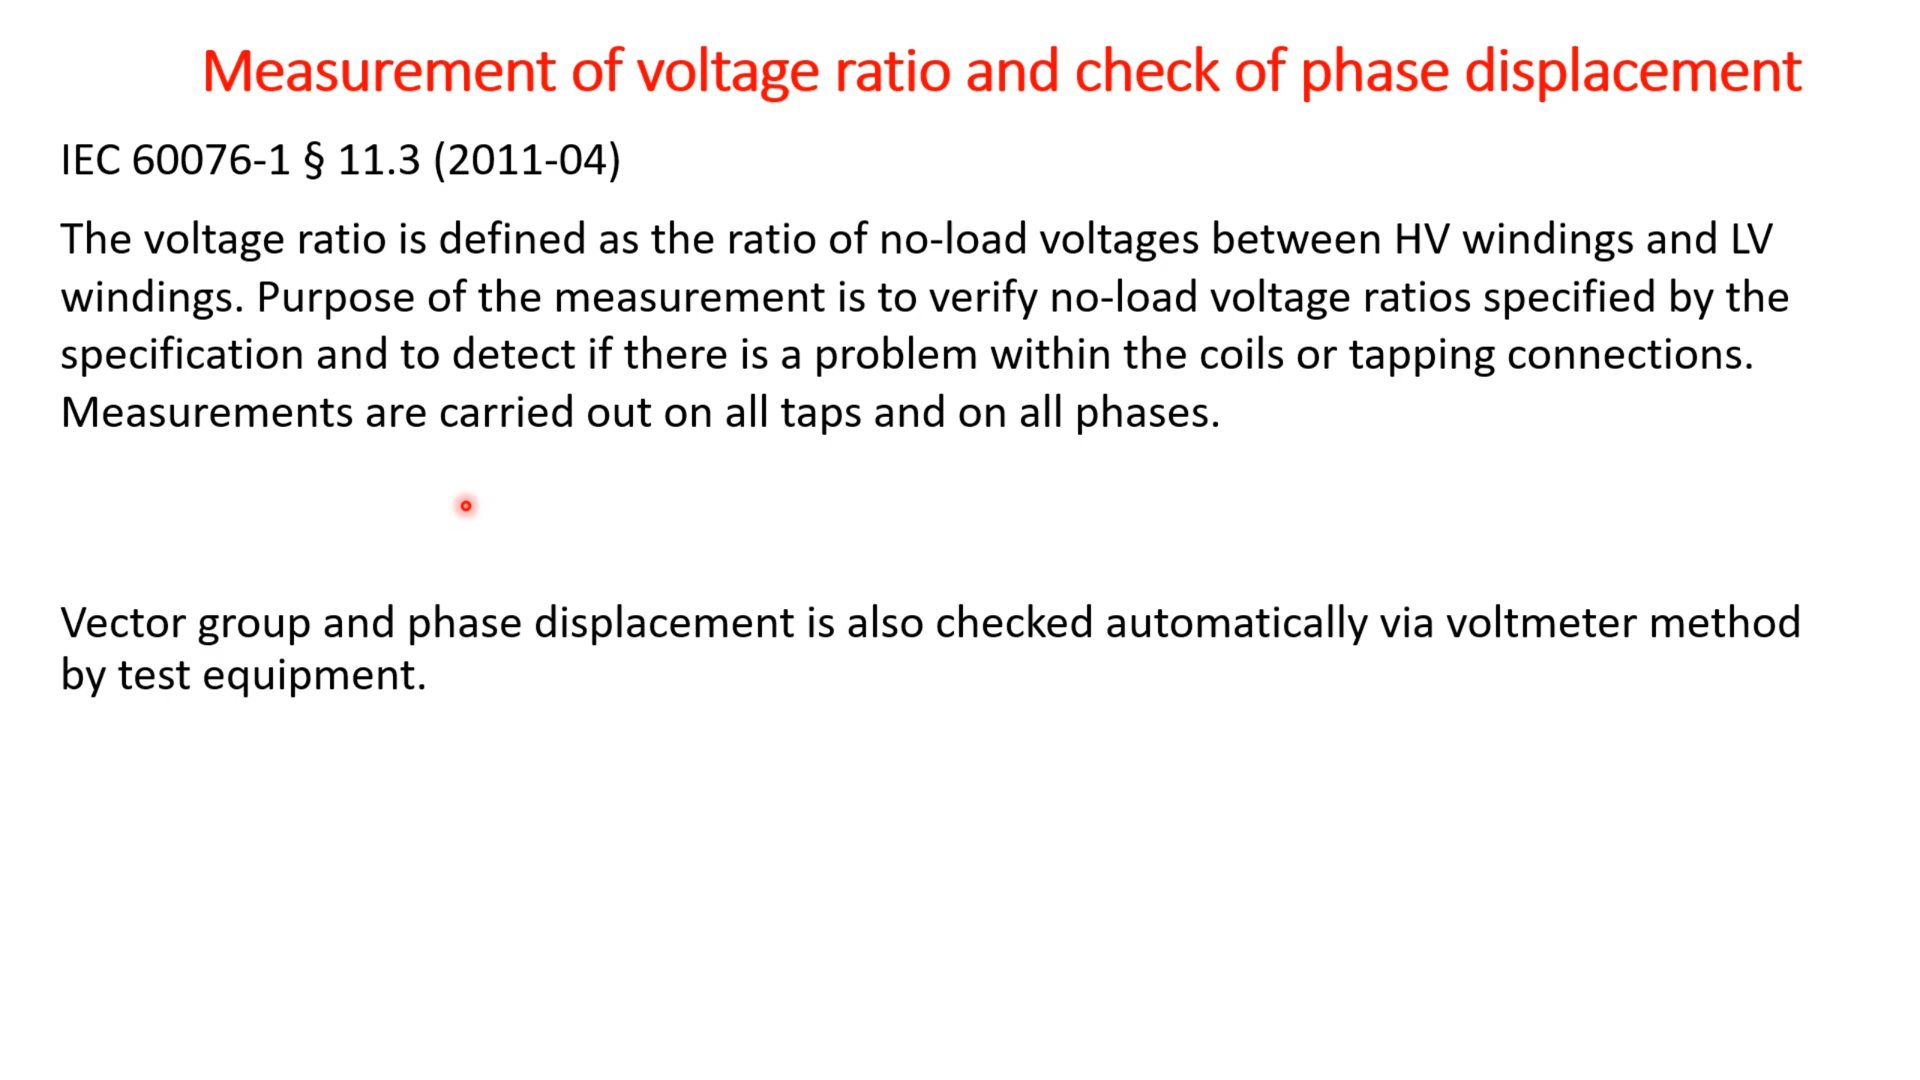 Measurement of voltage ratio and check of phase displacement
IEC 60076-1 § 11.3 (2011-04)
The voltage ratio is defined as the ratio of no-load voltages between HV windings and LV
windings. Purpose of the measurement is to verify no-load voltage ratios specified by the
specification and to detect if there is a problem within the coils or tapping connections.
Measurements are carried out on all taps and on all phases.
Vector group and phase displacement is also checked automatically via voltmeter method
by test equipment.